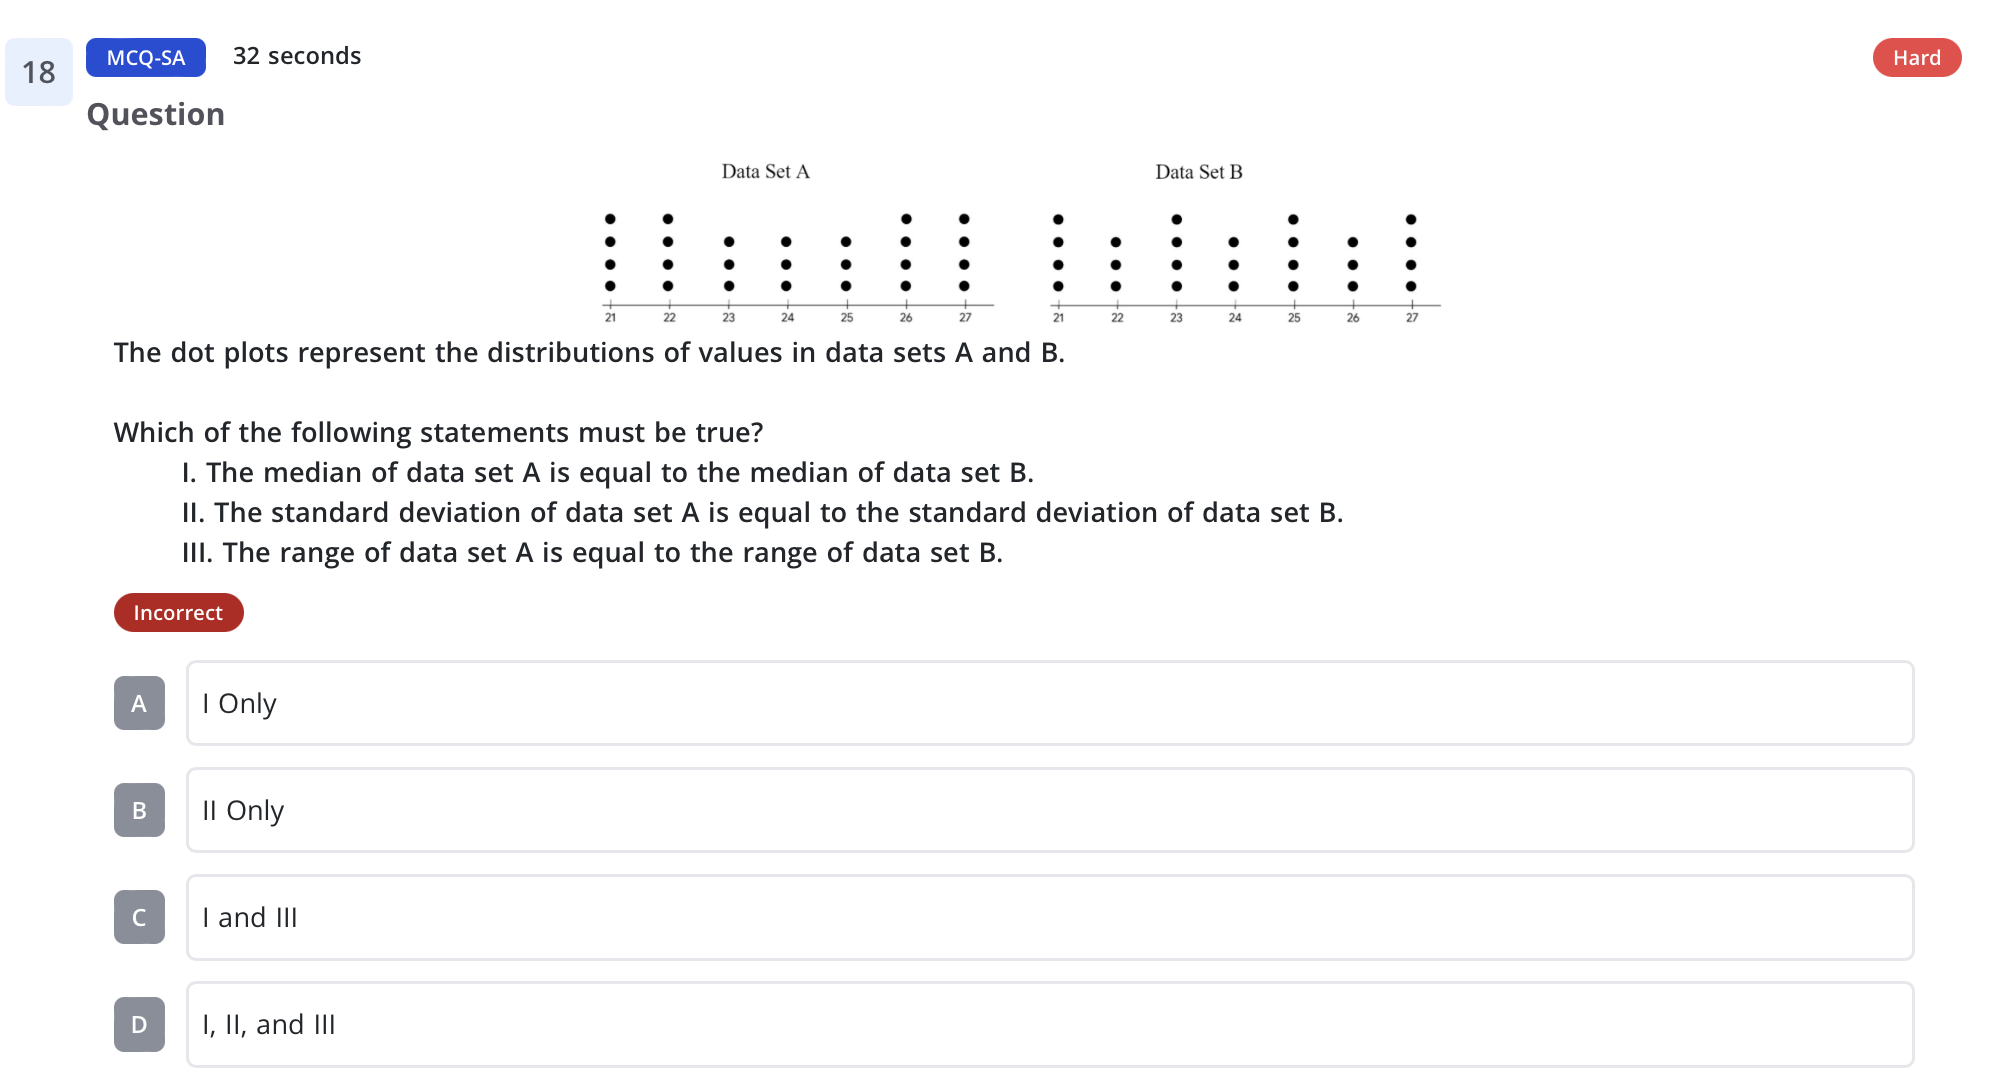 18 MCQ-SA 32 seconds Hard
Question
Data Set A Data Set B
21 22 23 24 25 26 27 21 22 23 24 25 26 27
The dot plots represent the distributions of values in data sets A and B.
Which of the following statements must be true?
I. The median of data set A is equal to the median of data set B.
II. The standard deviation of data set A is equal to the standard deviation of data set B.
III. The range of data set A is equal to the range of data set B.
Incorrect
A I Only
B II Only
C I and III
D I, II, and III